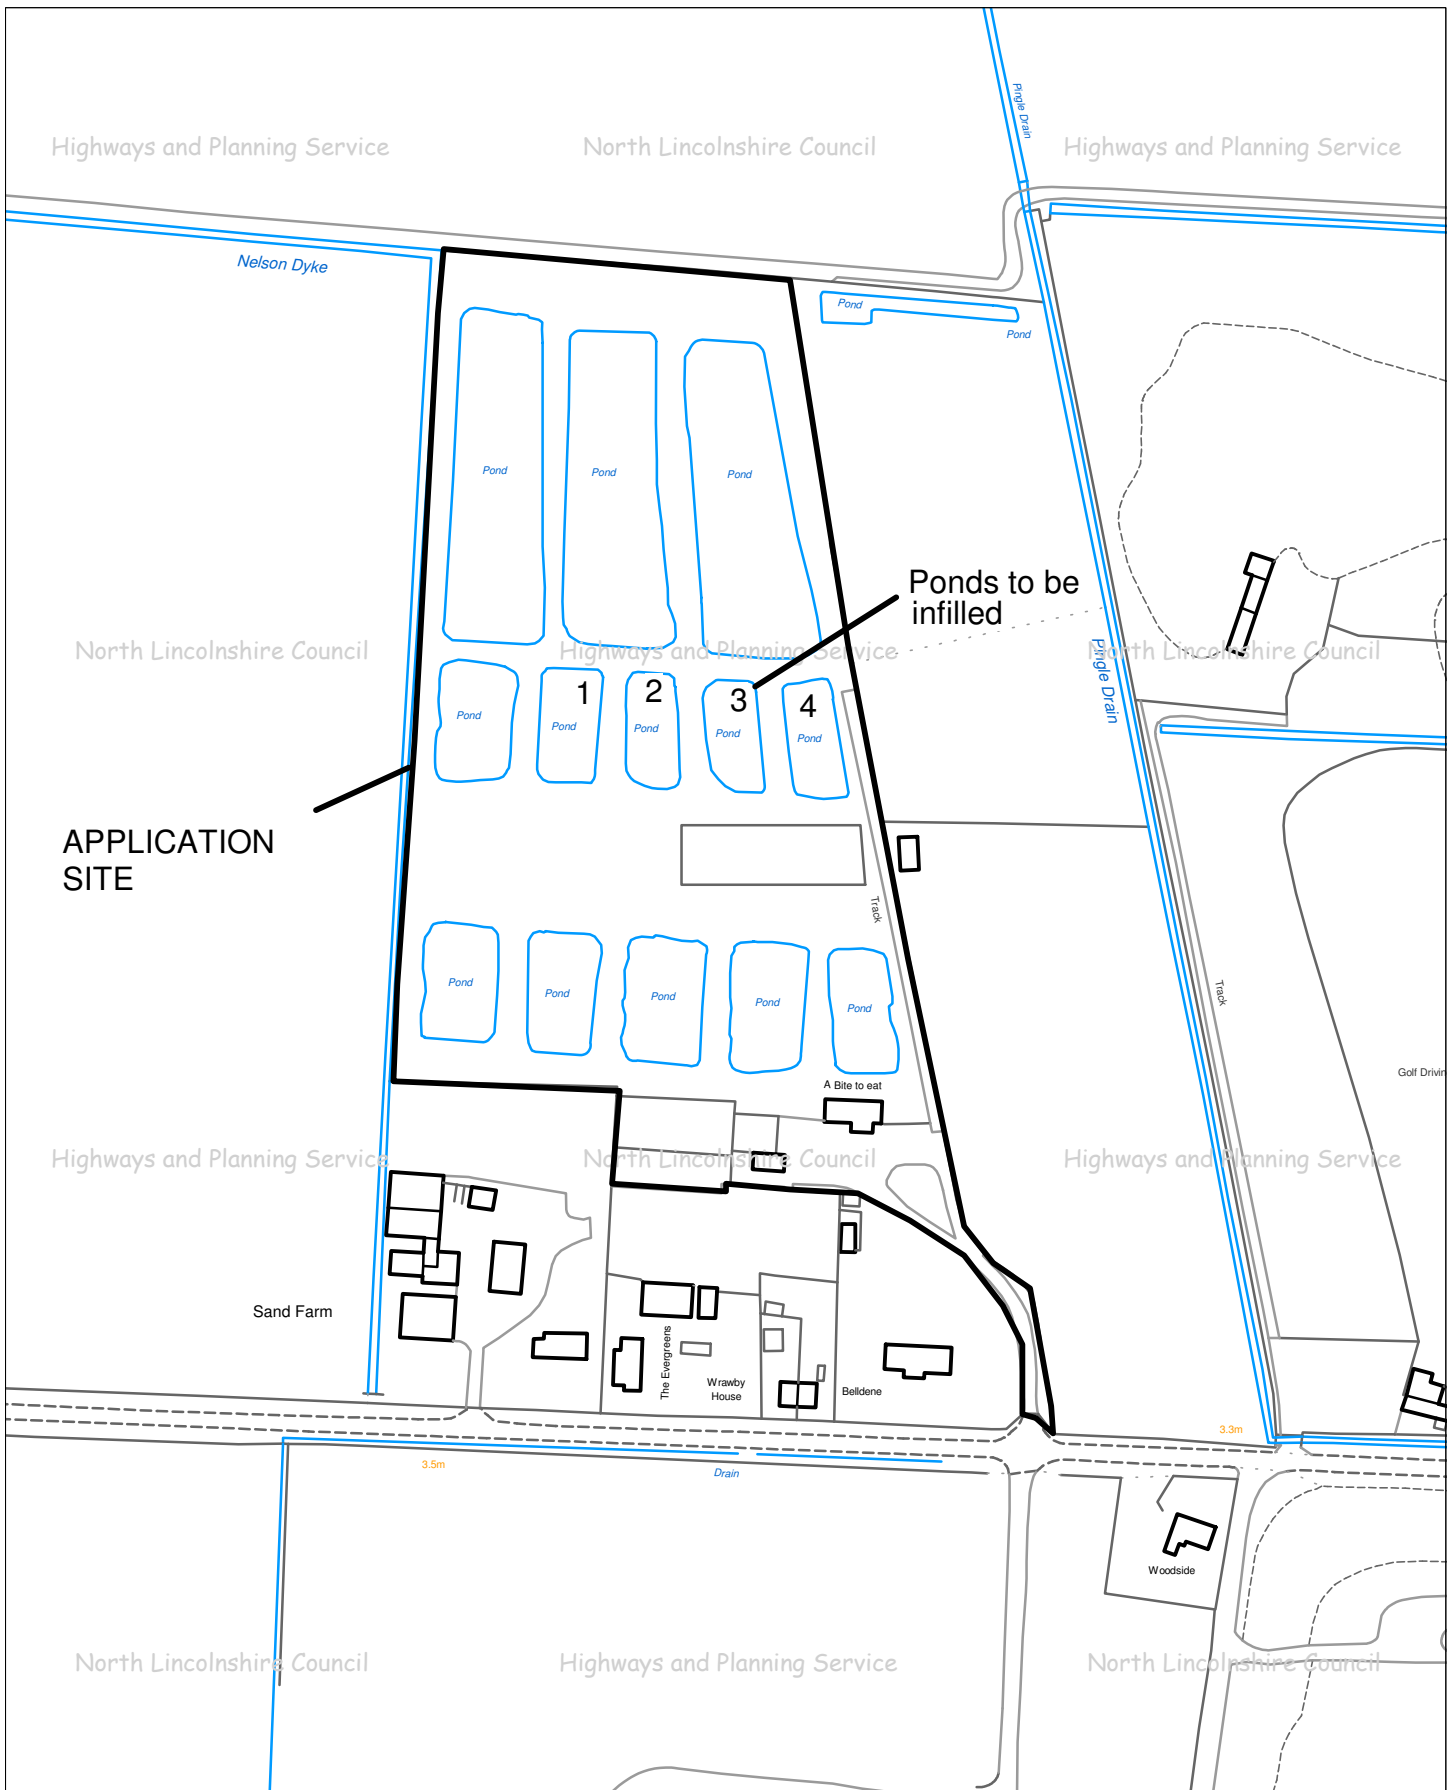 Pingle Drain
Highways and Planning Service
North Lincolnshire Council
Highways and Planning Service
Nelson Dyke
Pond
Pond
Pond
Pond
Pond
Ponds to be
infilled
North Lincolnshire Council
Highways and Planning Service
North Lincolnshire Council
Pingle Drain
1
2
3
4
Pond
Pond
Pond
Pond
Pond
APPLICATION
SITE
Track
Track
Pond
Pond
Pond
Pond
Pond
Golf Drivin
A Bite to eat
Highways and Planning Service
North Lincolnshire Council
Highways and Planning Service
Sand Farm
The Evergreens
Wrawby
House
Belldene
3.3m
3.5m
Drain
Woodside
North Lincolnshire Council
Highways and Planning Service
North Lincolnshire Council